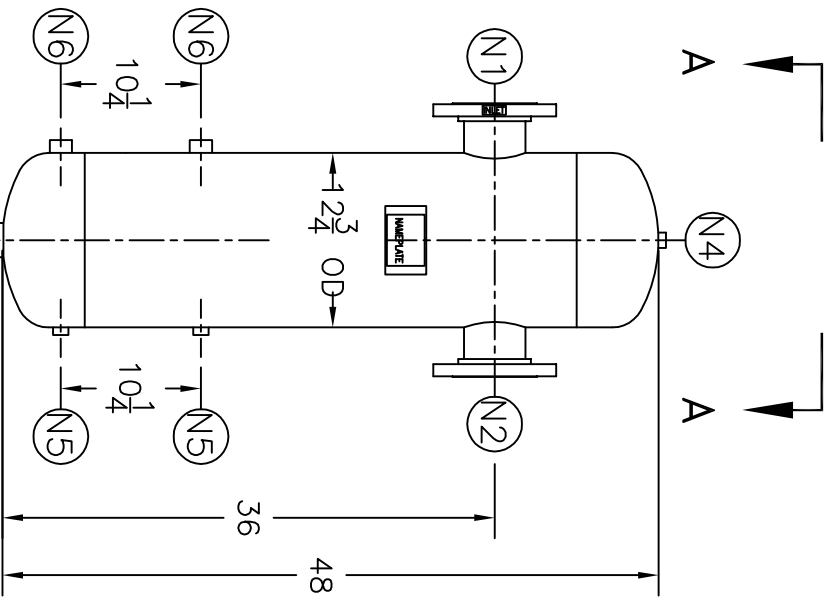 A
A
N4
N1
INLET
N2
NAMEPLATE
12 3/4 OD
N6
10 1/4
N6
N5
10 1/4
N5
36
48